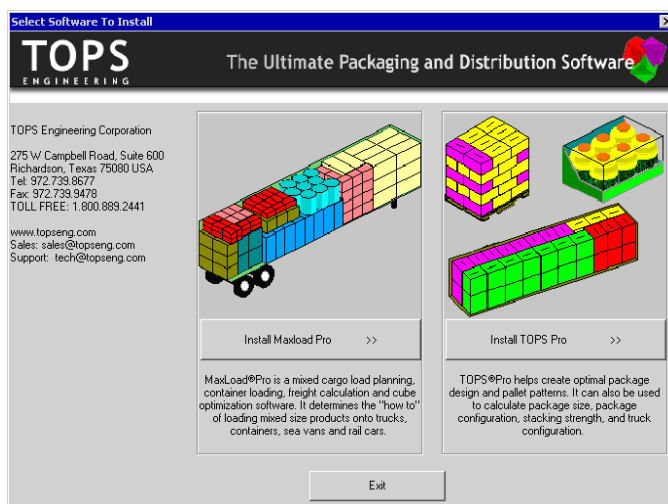 Select Software To Install
TOPS
ENGINEERING
The Ultimate Packaging and Distribution Software
TOPS Engineering Corporation
275 W Campbell Road, Suite 600
Richardson, Texas 75080 USA
Tel: 972.739.8677
Fax: 972.739.9478
TOLL FREE: 1.800.889.2441
www.topseng.com
Sales: sales@topseng.com
Support: tech@topseng.com
Install Maxload Pro >>
MaxLoad®Pro is a mixed cargo load planning,
container loading, freight calculation and cube
optimization software. It determines the "how to"
of loading mixed size products onto trucks,
containers, sea vans and rail cars.
Install TOPS Pro >>
TOPS®Pro helps create optimal package
design and pallet patterns. It can also be used
to calculate package size, package
configuration, stacking strength, and truck
configuration.
Exit